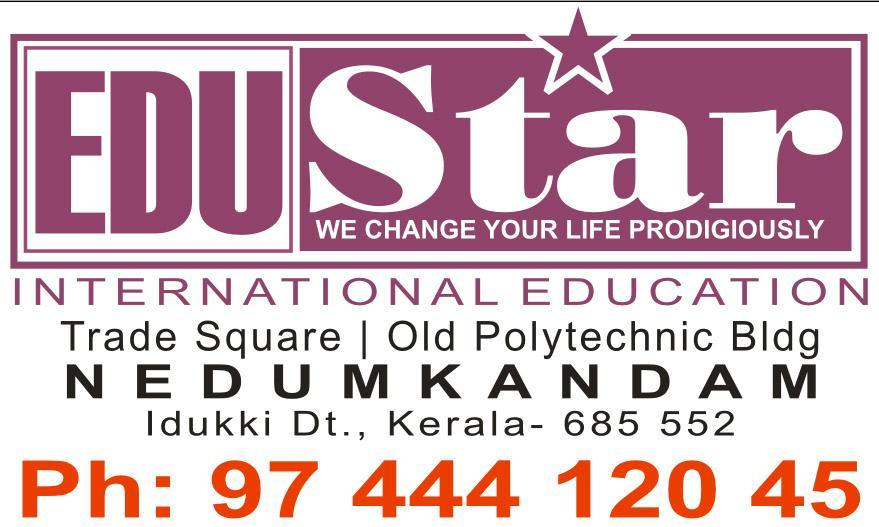 EDU Star
WE CHANGE YOUR LIFE PRODIGIOUSLY
INTERNATIONAL EDUCATION
Trade Square | Old Polytechnic Bldg
NEDUMKANDAM
Idukki Dt., Kerala- 685 552
Ph: 97 444 120 45